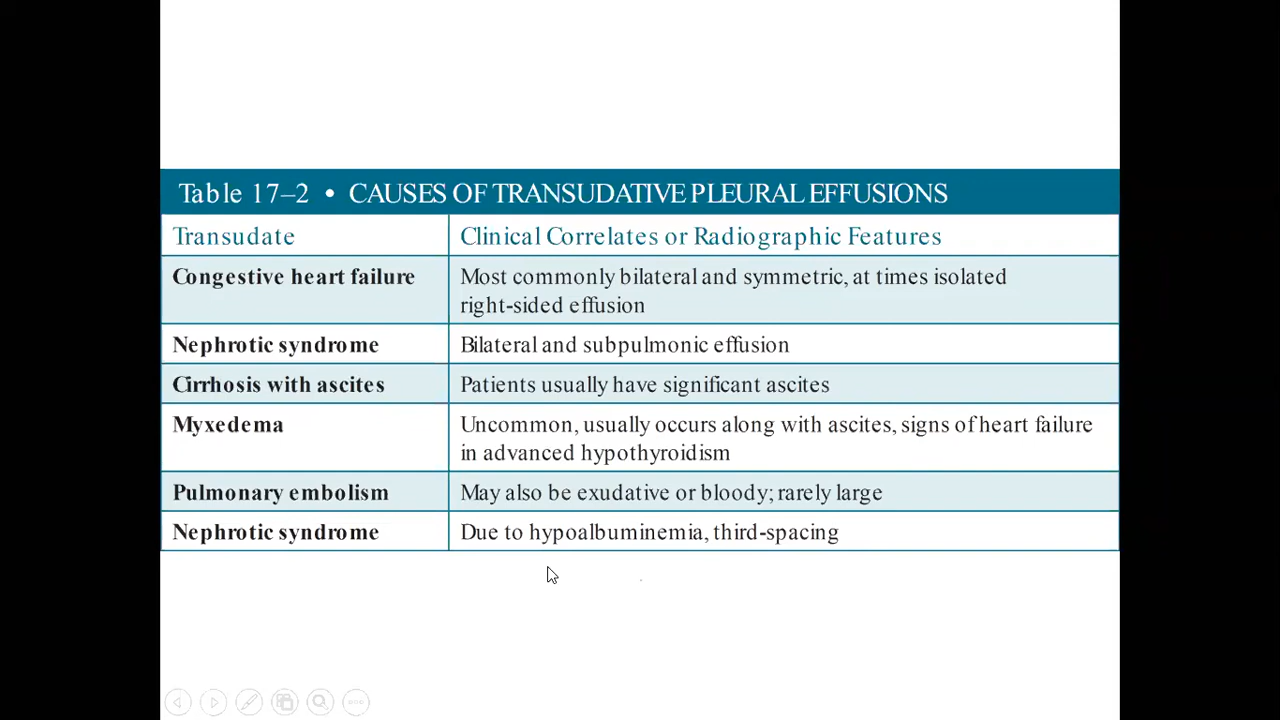 Table 17–2 • CAUSES OF TRANSUDATIVE PLEURAL EFFUSIONS
Transudate
Clinical Correlates or Radiographic Features
Congestive heart failure
Most commonly bilateral and symmetric, at times isolated
right-sided effusion
Nephrotic syndrome
Bilateral and subpulmonic effusion
Cirrhosis with ascites
Patients usually have significant ascites
Myxedema
Uncommon, usually occurs along with ascites, signs of heart failure
in advanced hypothyroidism
Pulmonary embolism
May also be exudative or bloody; rarely large
Nephrotic syndrome
Due to hypoalbuminemia, third-spacing